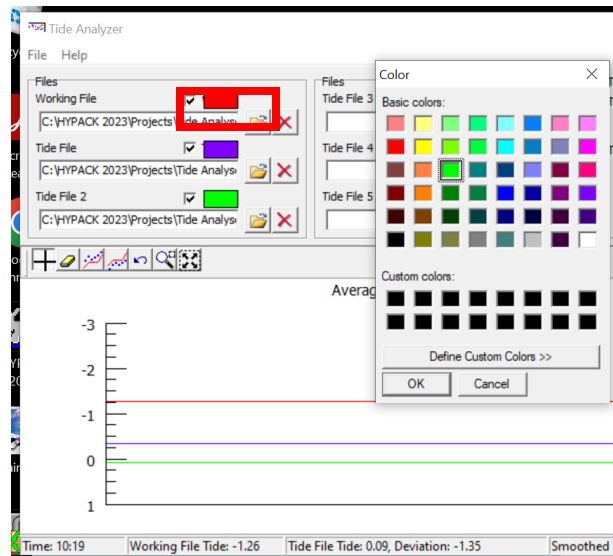 Tide Analyzer
File Help
Files
Working File
C:\HYPACK 2023\Projects\Tide Analyse
Tide File
C:\HYPACK 2023\Projects\Tide Analyse
Tide File 2
C:\HYPACK 2023\Projects\Tide Analyse
Files
Tide File 3
Tide File 4
Tide File 5
Color
Basic colors:
Custom colors:
Define Custom Colors >>
OK Cancel
Averag
-3
-2
-1
0
1
Time: 10:19 Working File Tide: -1.26 Tide File Tide: 0.09, Deviation: -1.35 Smoothed